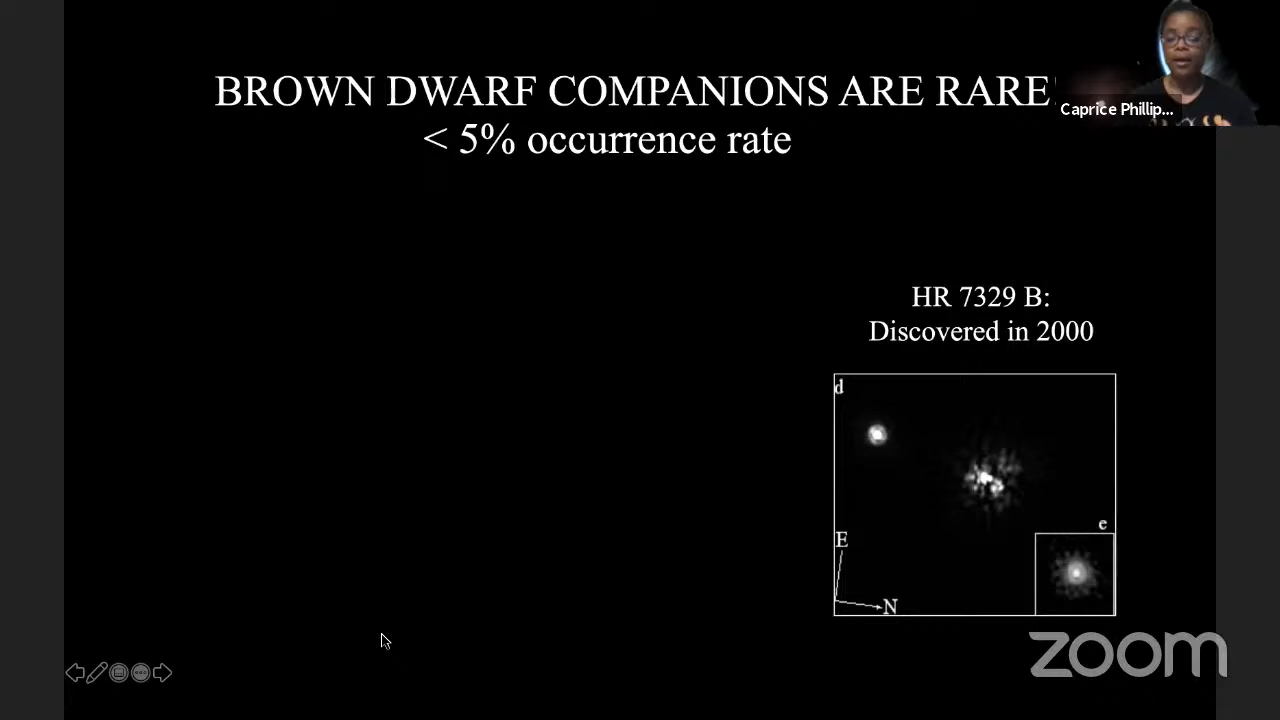 BROWN DWARF COMPANIONS ARE RARE!
< 5% occurrence rate
Caprice Phillip...
HR 7329 B:
Discovered in 2000
d
e
E
N
zoom